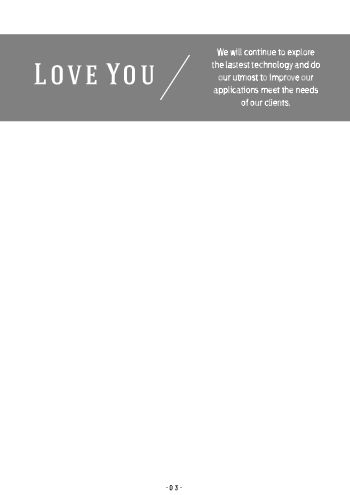 LOVE YOU
We will continue to explore
the lastest technology and do
our utmost to improve our
applications meet the needs
of our clients.
-03-